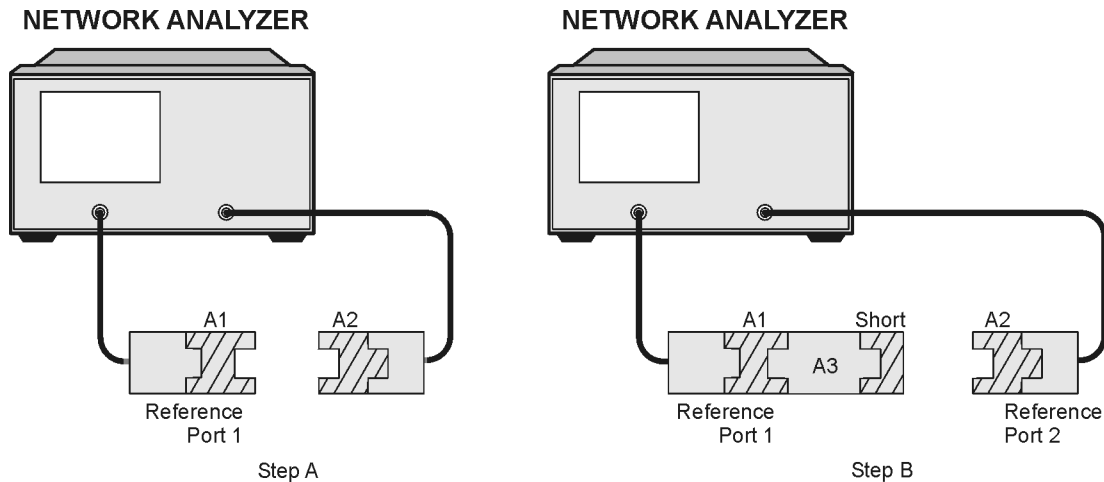 NETWORK ANALYZER
A1
A2
Reference
Port 1
Step A
NETWORK ANALYZER
A1
Short
A2
A3
Reference
Port 1
Reference
Port 2
Step B